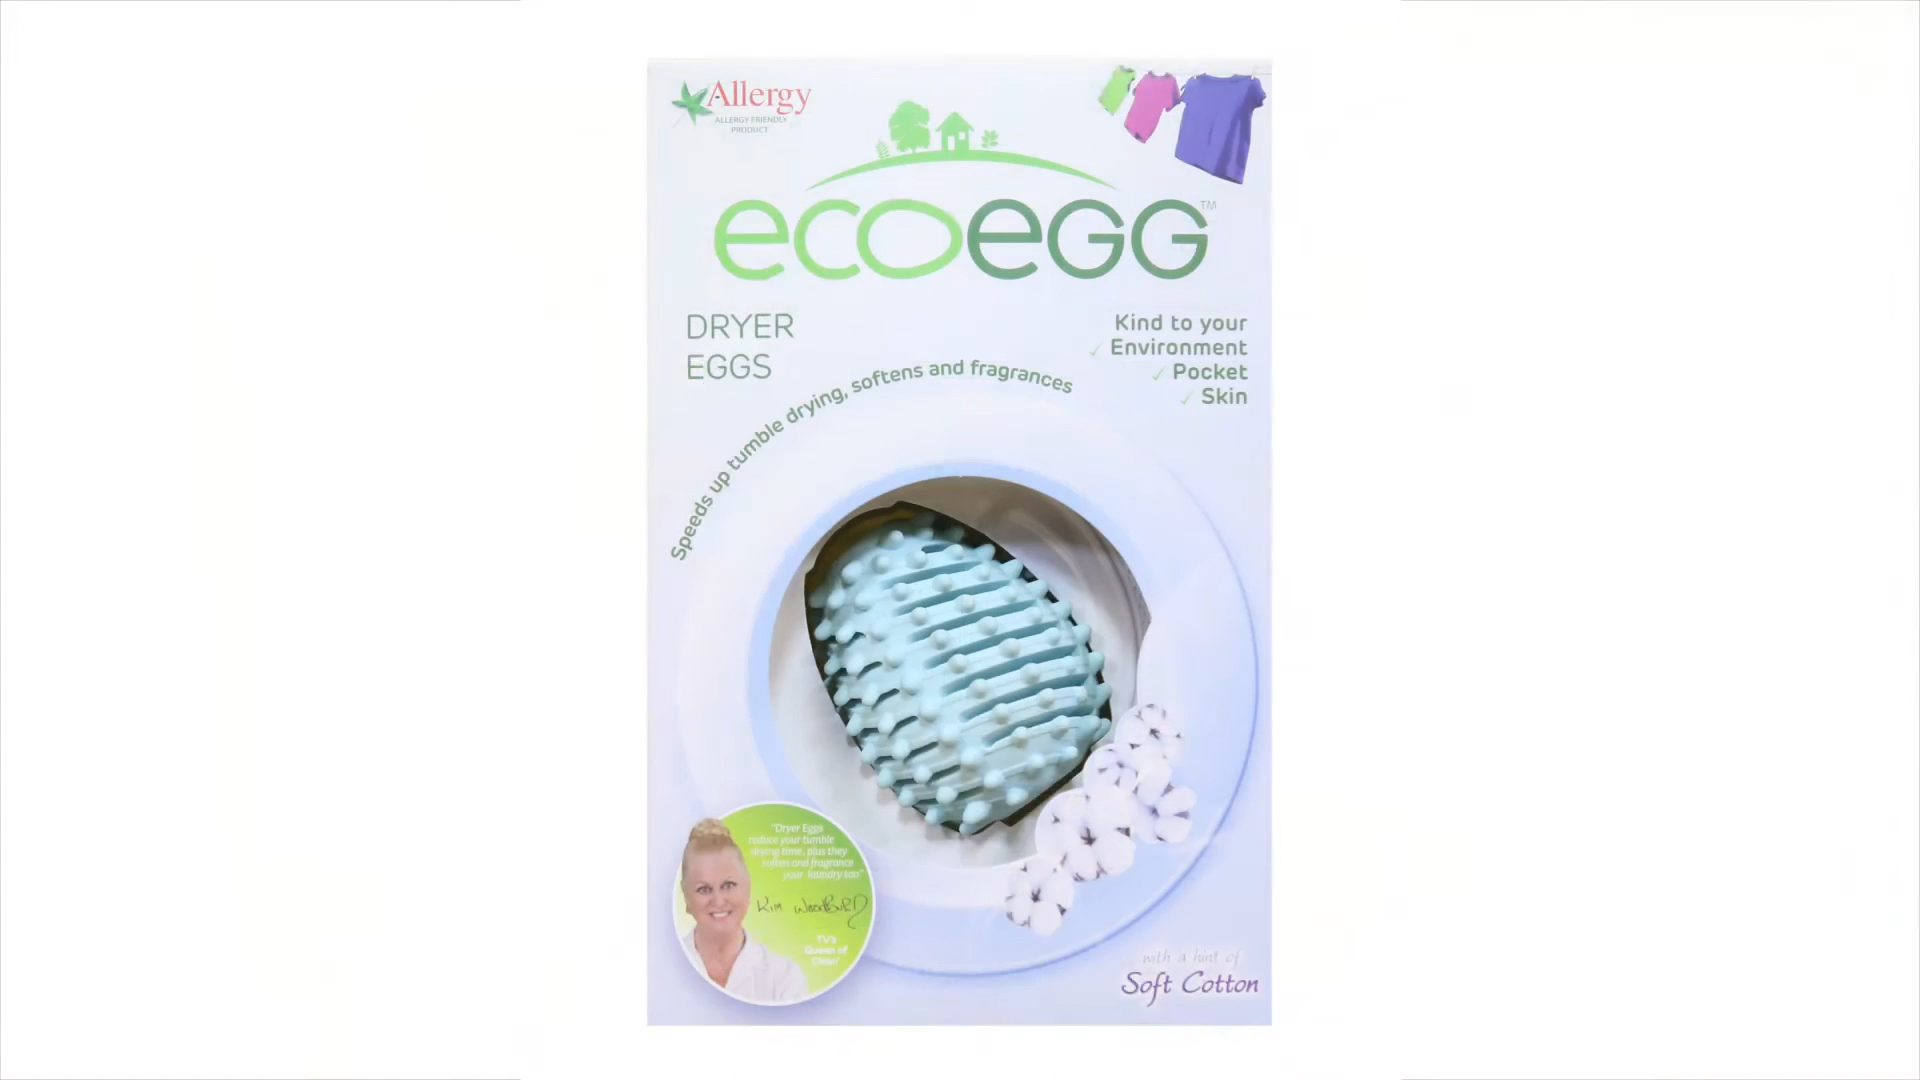 Allergy
ALLERGY FRIENDLY
PRODUCT
ecoegg™
DRYER
EGGS
Kind to your
✓ Environment
✓ Pocket
✓ Skin
Speeds up tumble drying, softens and fragrances
"Dryer Eggs
reduce your tumble
drying time, plus they
soften and fragrance
your laundry too"
Kim Woodburn
TV's
Queen of
Clean
with a hint of
Soft Cotton